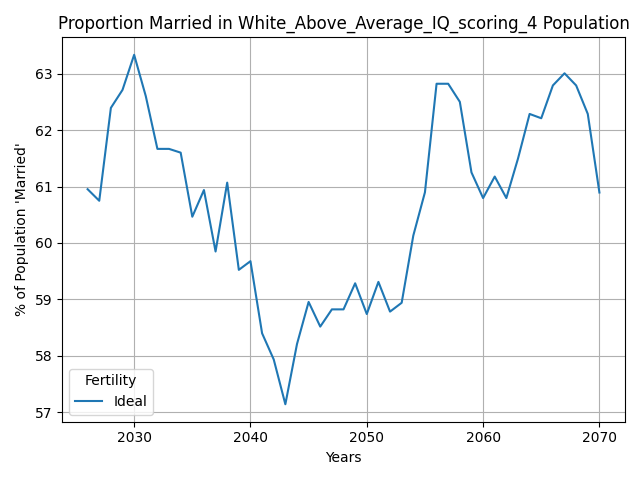 Proportion Married in White_Above_Average_IQ_scoring_4 Population
% of Population 'Married'
63
62
61
60
59
58
57
Fertility
Ideal
2030 2040 2050 2060 2070
Years